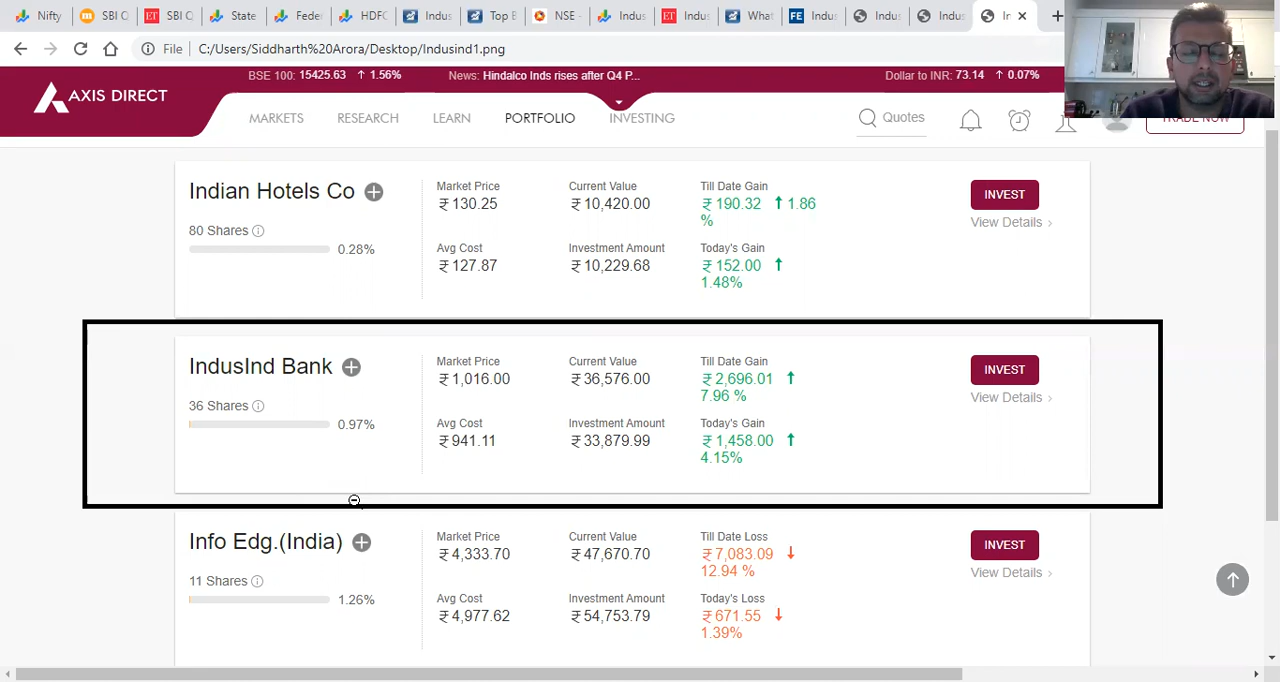 Nifty SBI Q SBI Q State Feder HDFC Indus Top B NSE - Indus Indus What Indus Indus Indus
File C:/Users/Siddharth%20Arora/Desktop/Indusind1.png
BSE 100: 15425.63 ↑ 1.56% News: Hindalco Inds rises after Q4 P... Dollar to INR: 73.14 ↑ 0.07%
AXIS DIRECT
MARKETS RESEARCH LEARN PORTFOLIO INVESTING Quotes TRADE NOW
Indian Hotels Co
80 Shares
0.28%
Market Price Current Value Till Date Gain
₹ 130.25 ₹ 10,420.00 ₹ 190.32 ↑ 1.86
%
Avg Cost Investment Amount Today's Gain
₹ 127.87 ₹ 10,229.68 ₹ 152.00 ↑
1.48%
INVEST
View Details >
IndusInd Bank
36 Shares
0.97%
Market Price Current Value Till Date Gain
₹ 1,016.00 ₹ 36,576.00 ₹ 2,696.01 ↑
7.96 %
Avg Cost Investment Amount Today's Gain
₹ 941.11 ₹ 33,879.99 ₹ 1,458.00 ↑
4.15%
INVEST
View Details >
Info Edg.(India)
11 Shares
1.26%
Market Price Current Value Till Date Loss
₹ 4,333.70 ₹ 47,670.70 ₹ 7,083.09 ↓
12.94 %
Avg Cost Investment Amount Today's Loss
₹ 4,977.62 ₹ 54,753.79 ₹ 671.55 ↓
1.39%
INVEST
View Details >